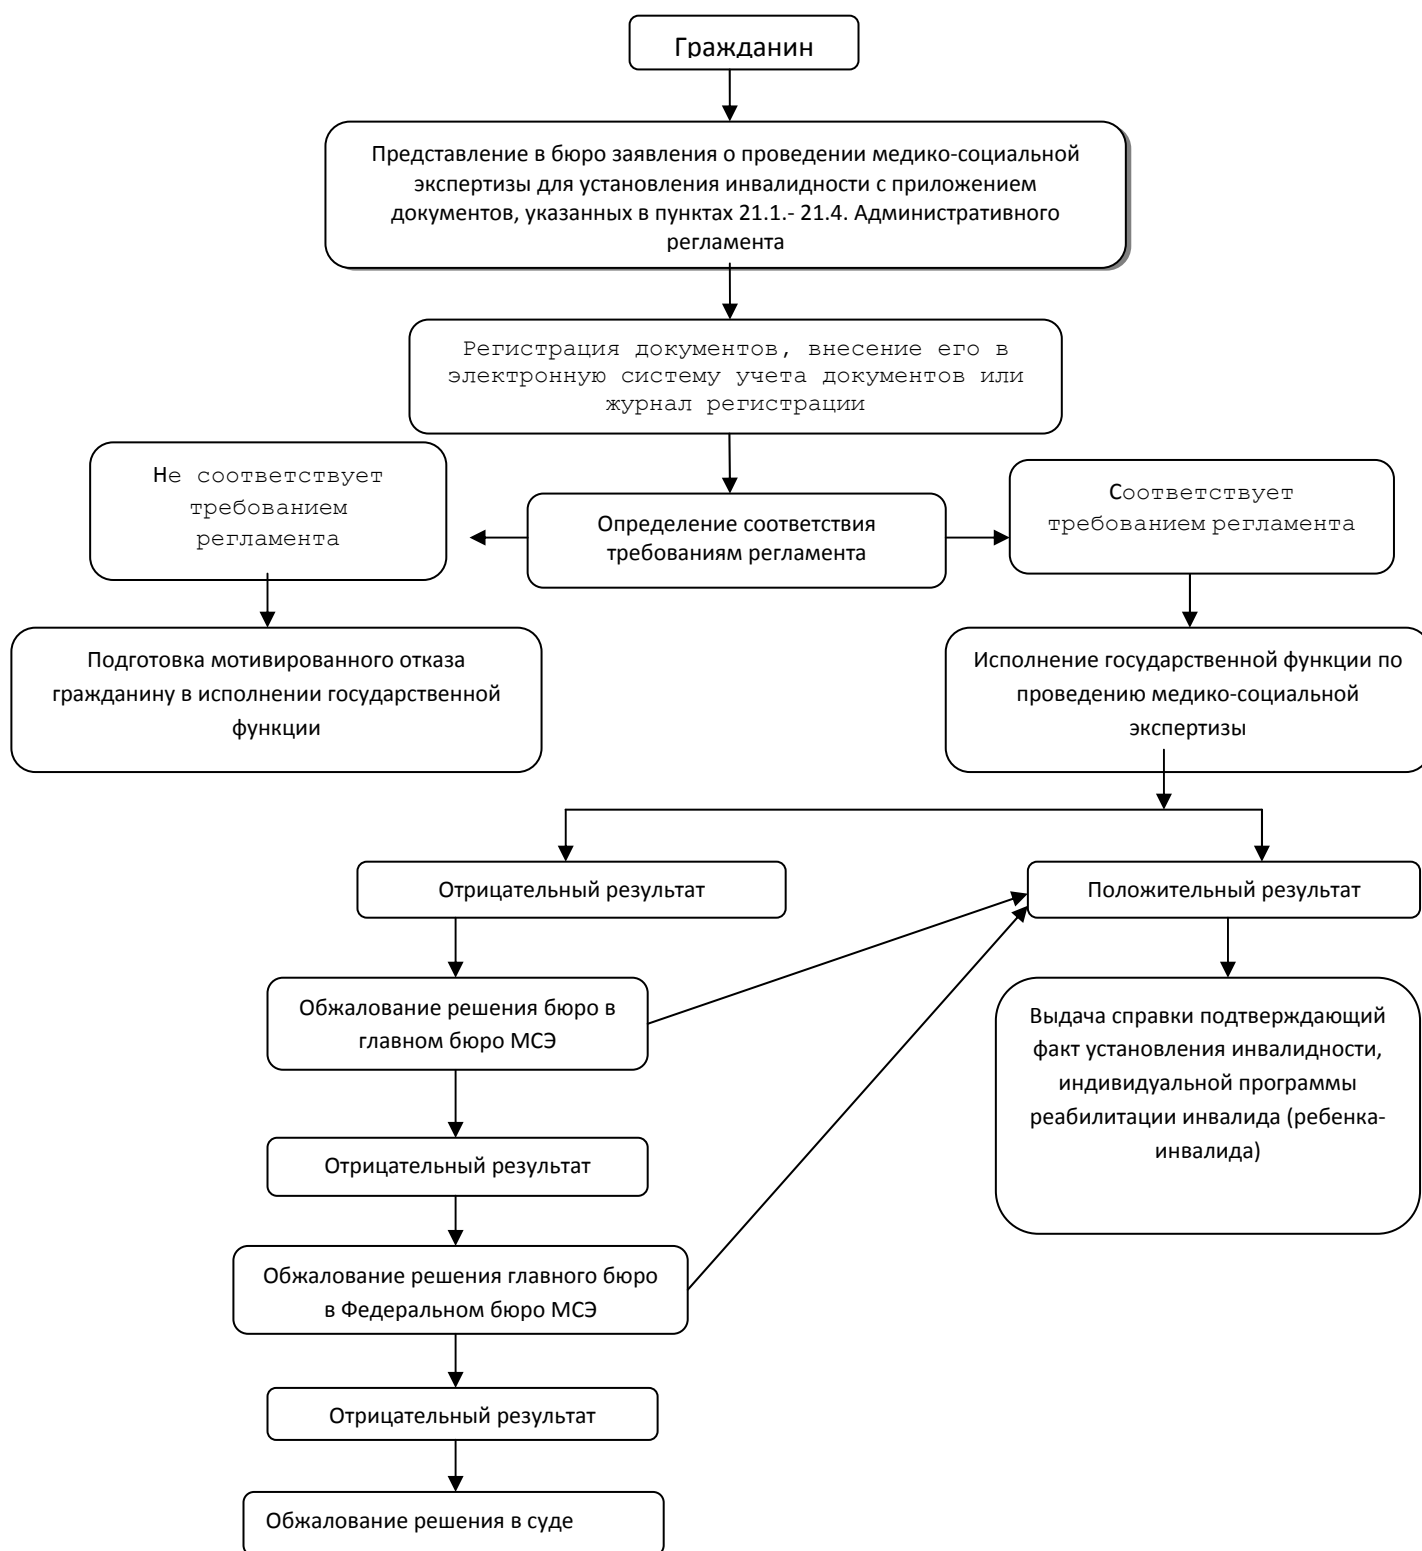 Гражданин
Представление в бюро заявления о проведении медико-социальной
экспертизы для установления инвалидности с приложением
документов, указанных в пунктах 21.1.- 21.4. Административного
регламента
Регистрация документов, внесение его в
электронную систему учета документов или
журнал регистрации
Не соответствует
требованием
регламента
Определение соответствия
требованиям регламента
Соответствует
требованием регламента
Подготовка мотивированного отказа
гражданину в исполнении государственной
функции
Исполнение государственной функции по
проведению медико-социальной
экспертизы
Отрицательный результат
Положительный результат
Обжалование решения бюро в
главном бюро МСЭ
Выдача справки подтверждающий
факт установления инвалидности,
индивидуальной программы
реабилитации инвалида (ребенка-
инвалида)
Отрицательный результат
Обжалование решения главного бюро
в Федеральном бюро МСЭ
Отрицательный результат
Обжалование решения в суде